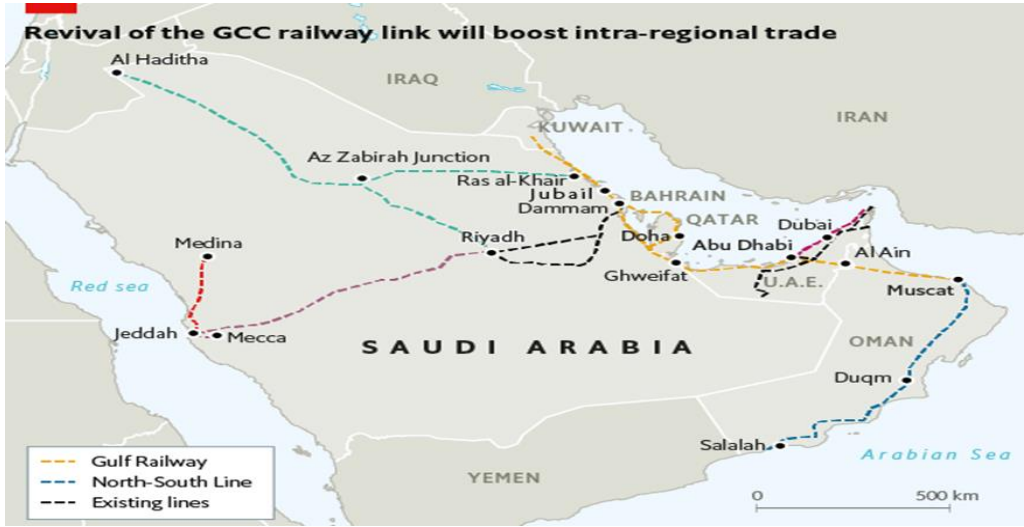 Revival of the GCC railway link will boost intra-regional trade
Al Haditha
IRAQ
IRAN
KUWAIT
Az Zabirah Junction
Ras al-Khair
Jubail
BAHRAIN
Dammam
QATAR
Dubai
Medina
Riyadh
Doha
Abu Dhabi
Al Ain
Ghweifat
U.A.E.
Red sea
Muscat
Jeddah
Mecca
SAUDI ARABIA
OMAN
Duqm
Salalah
Arabian Sea
YEMEN
Gulf Railway
North-South Line
Existing lines
0 500 km